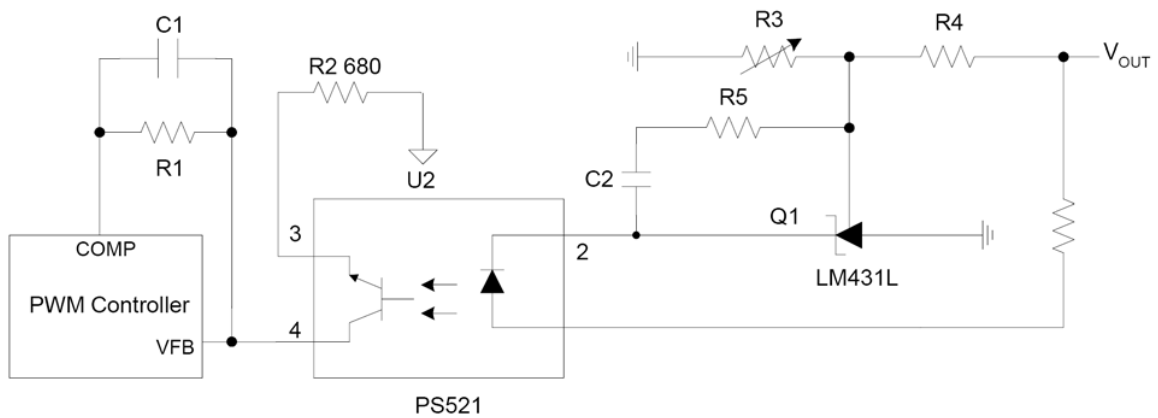 C1
R3
R4
V_OUT
R2 680
R5
R1
U2
C2
COMP
3
Q1
2
LM431L
PWM Controller
4
VFB
PS521